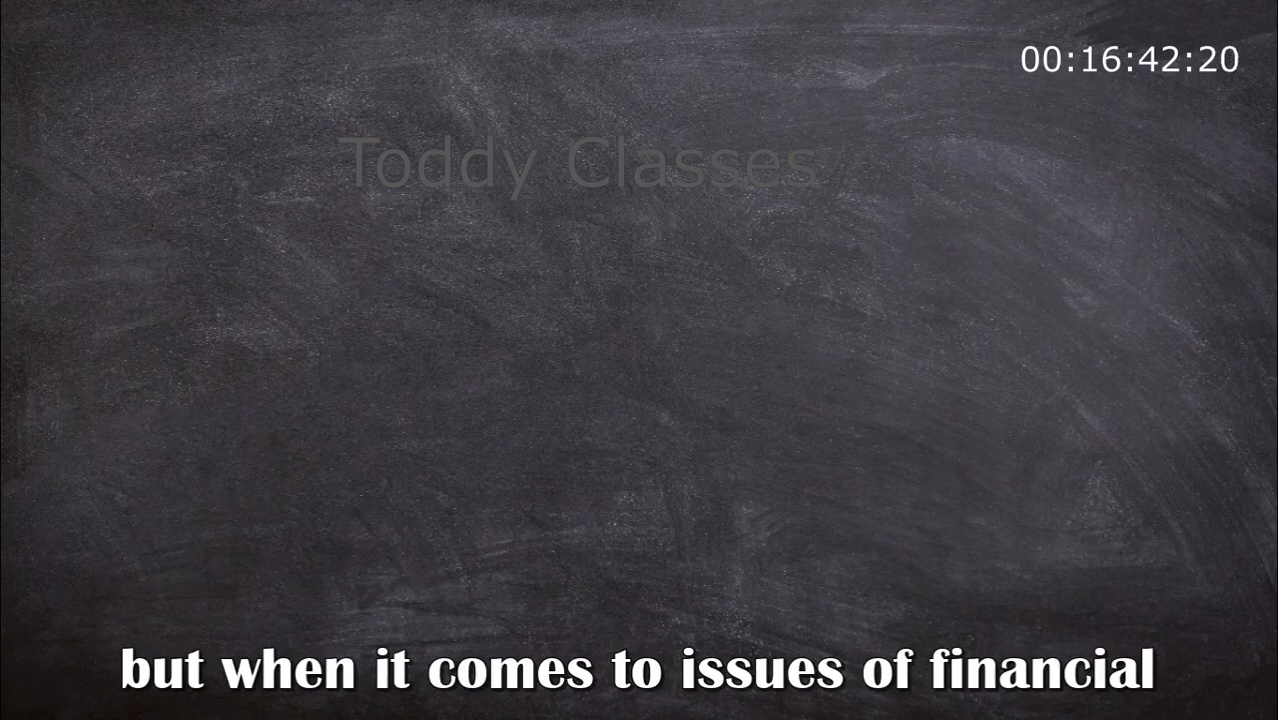 00:16:42:20
Toddy Classes
but when it comes to issues of financial